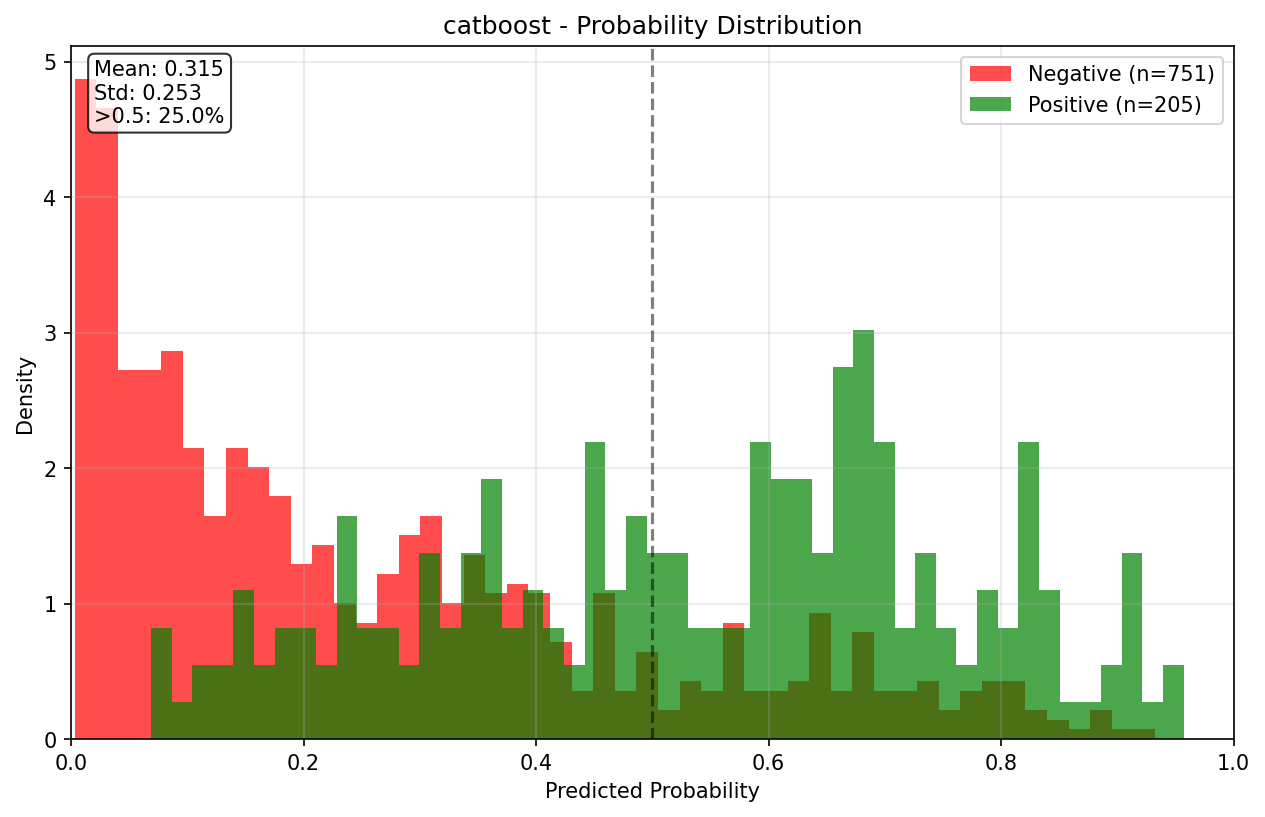 catboost - Probability Distribution
Mean: 0.315
Std: 0.253
>0.5: 25.0%
Negative (n=751)
Positive (n=205)
Density
5
4
3
2
1
0
0.0 0.2 0.4 0.6 0.8 1.0
Predicted Probability